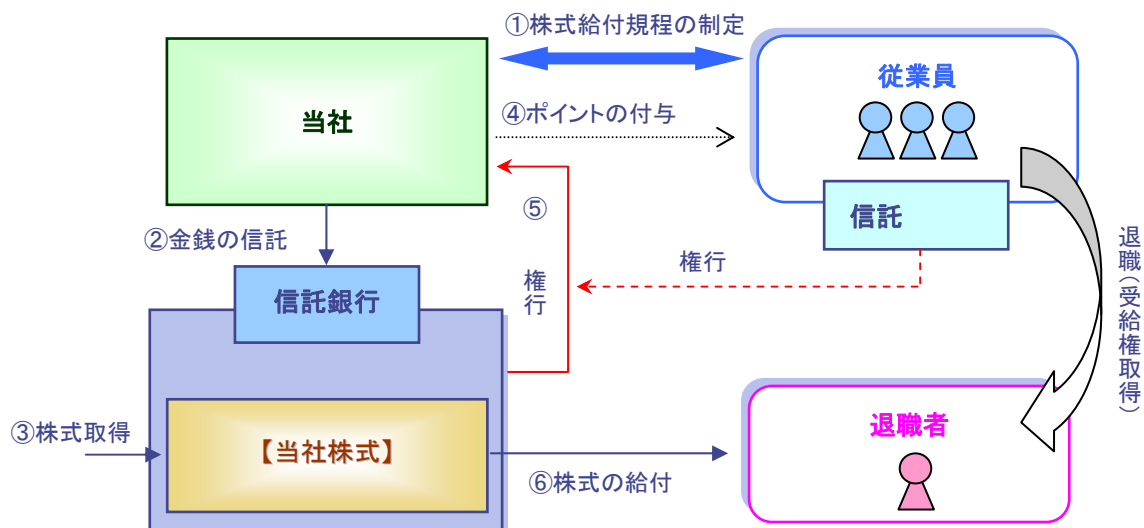 ①株式給付規程の制定
当社
従業員
④ポイントの付与
⑤
信託
②金銭の信託
権行
権行
信託銀行
退職(受給権取得)
③株式取得
【当社株式】
退職者
⑥株式の給付